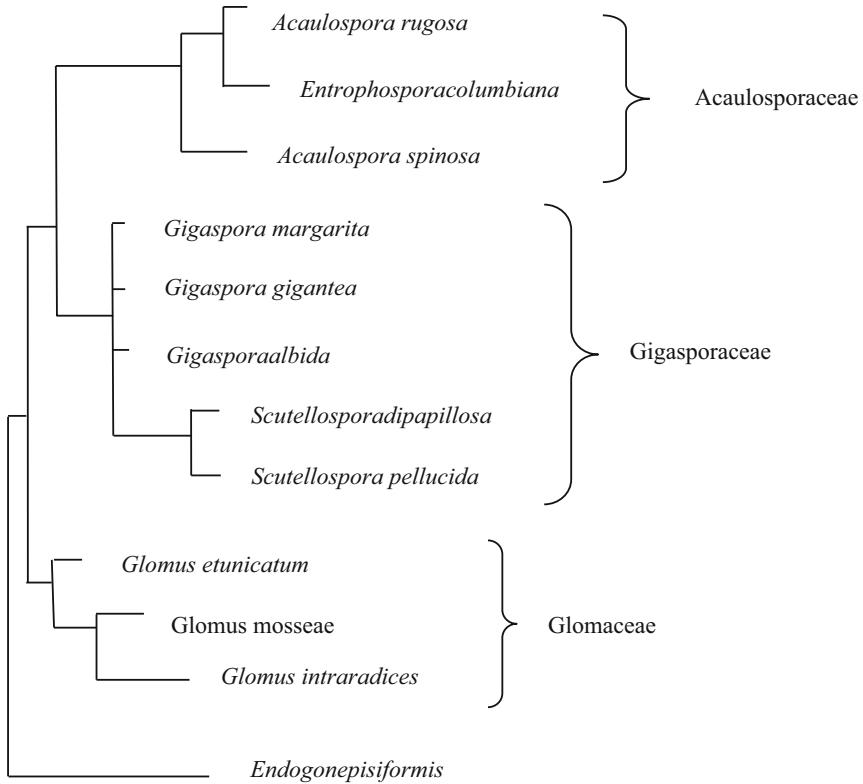 Acaulospora rugosa
Entrophosporacolumbiana
Acaulosporaceae
Acaulospora spinosa
Gigaspora margarita
Gigaspora gigantea
Gigasporaalbida
Gigasporaceae
Scutellosporadipapillosa
Scutellospora pellucida
Glomus etunicatum
Glomus mosseae
Glomaceae
Glomus intraradices
Endogonepisiformis